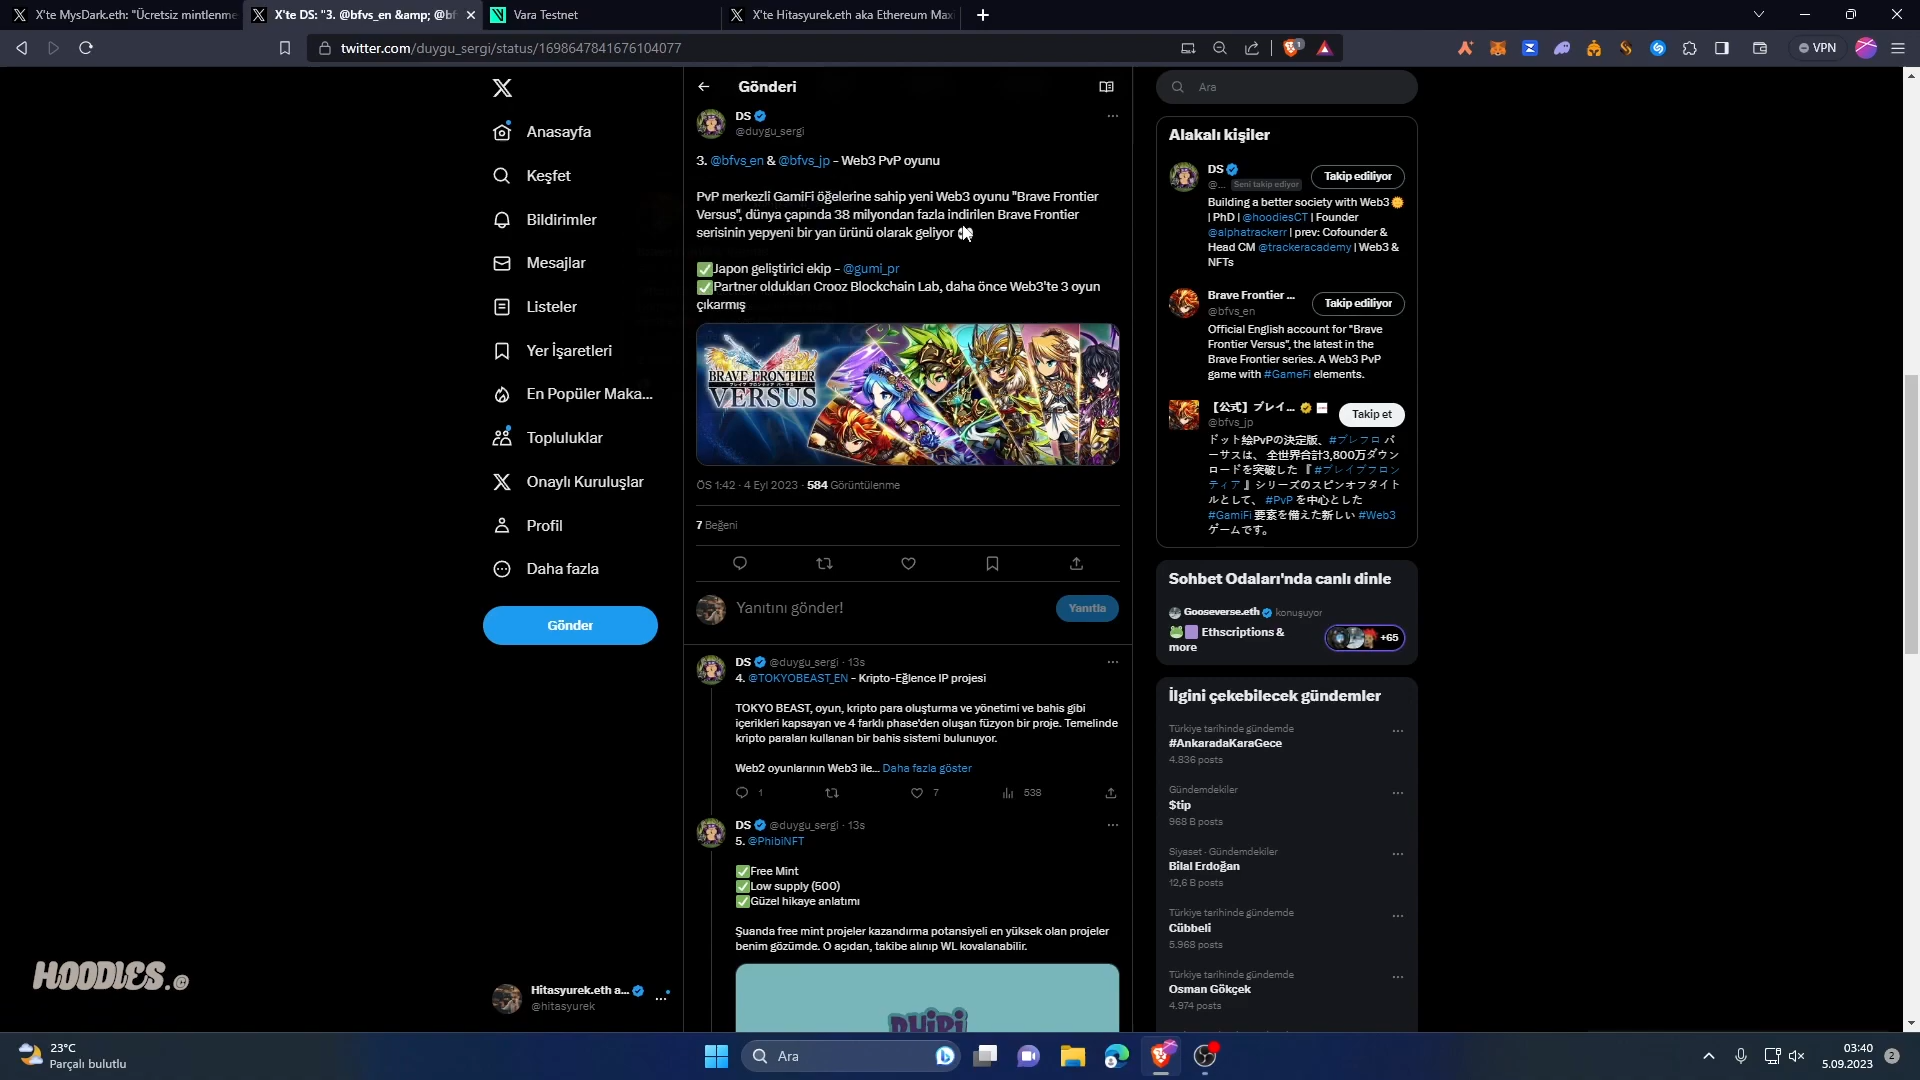 X'te MysDark.eth: "Ücretsiz mintlenme
X'te DS: "3. @bfvs_en &amp; @bf
Vara Testnet
X'te Hitasyurek.eth aka Ethereum Maxi
twitter.com/duygu_sergi/status/1698647841676104077
VPN
Anasayfa
Keşfet
Bildirimler
Mesajlar
Listeler
Yer İşaretleri
En Popüler Maka...
Topluluklar
Onaylı Kuruluşlar
Profil
Daha fazla
Gönder
Hitasyurek.eth a...
@hitasyurek
HOODIES.©
Gönderi
DS
@duygu_sergi
3. @bfvs_en & @bfvs_jp - Web3 PvP oyunu
PvP merkezli GamiFi öğelerine sahip yeni Web3 oyunu "Brave Frontier
Versus", dünya çapında 38 milyondan fazla indirilen Brave Frontier
serisinin yepyeni bir yan ürünü olarak geliyor
✅Japon geliştirici ekip - @gumi_pr
✅Partner oldukları Crooz Blockchain Lab, daha önce Web3'te 3 oyun
çıkarmış
BRAVE FRONTIER
ブレイブ フロンティア バーサス
VERSUS
ÖS 1:42 · 4 Eyl 2023 · 584 Görüntülenme
7 Beğeni
Yanıtını gönder!
Yanıtla
DS @duygu_sergi · 13s
4. @TOKYOBEAST_EN - Kripto-Eğlence IP projesi
TOKYO BEAST, oyun, kripto para oluşturma ve yönetimi ve bahis gibi
içerikleri kapsayan ve 4 farklı phase'den oluşan füzyon bir proje. Temelinde
kripto paraları kullanan bir bahis sistemi bulunuyor.
Web2 oyunlarının Web3 ile... Daha fazla göster
1
7
538
DS @duygu_sergi · 13s
5. @PhibiNFT
✅Free Mint
✅Low supply (500)
✅Güzel hikaye anlatımı
Şuanda free mint projeler kazandırma potansiyeli en yüksek olan projeler
benim gözümde. O açıdan, takibe alınıp WL kovalanabilir.
PHIBI
Ara
Alakalı kişiler
DS
@... Seni takip ediyor
Takip ediliyor
Building a better society with Web3🌞
| PhD | @hoodiesCT | Founder
@alphatrackerr | prev: Cofounder &
Head CM @trackeracademy | Web3 &
NFTs
Brave Frontier ...
@bfvs_en
Takip ediliyor
Official English account for "Brave
Frontier Versus", the latest in the
Brave Frontier series. A Web3 PvP
game with #GameFi elements.
【公式】ブレイ...
@bfvs_jp
Takip et
ドット絵PvPの決定版、#ブレフロ バ
ーサスは、 全世界合計3,800万ダウン
ロードを突破した 『 #ブレイブフロン
ティア 』シリーズのスピンオフタイト
ルとして、 #PvP を中心とした
#GamiFi 要素を備えた新しい #Web3
ゲームです。
Sohbet Odaları'nda canlı dinle
Gooseverse.eth konuşuyor
Ethscriptions &
more
+65
İlgini çekebilecek gündemler
Türkiye tarihinde gündemde
#AnkaradaKaraGece
4.836 posts
Gündemdekiler
$tip
968 B posts
Siyaset · Gündemdekiler
Bilal Erdoğan
12,6 B posts
Türkiye tarihinde gündemde
Cübbeli
5.968 posts
Türkiye tarihinde gündemde
Osman Gökçek
4.974 posts
23°C
Parçalı bulutlu
Ara
03:40
5.09.2023
2